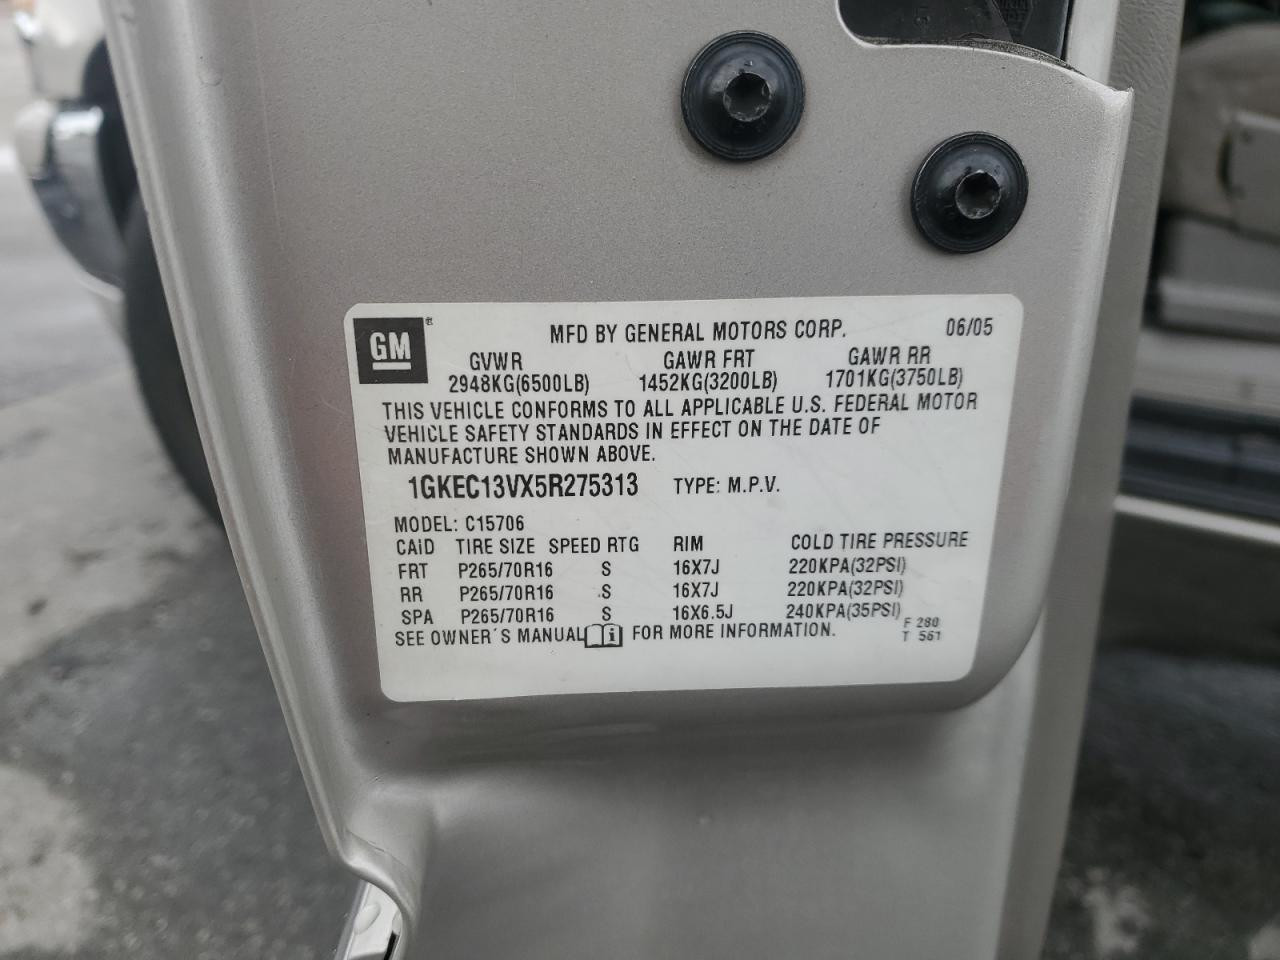 GM
MFD BY GENERAL MOTORS CORP. 06/05
GVWR GAWR FRT GAWR RR
2948KG(6500LB) 1452KG(3200LB) 1701KG(3750LB)
THIS VEHICLE CONFORMS TO ALL APPLICABLE U.S. FEDERAL MOTOR
VEHICLE SAFETY STANDARDS IN EFFECT ON THE DATE OF
MANUFACTURE SHOWN ABOVE.
1GKEC13VX5R275313 TYPE: M.P.V.
MODEL: C15706
CAID TIRE SIZE SPEED RTG RIM COLD TIRE PRESSURE
FRT P265/70R16 S 16X7J 220KPA(32PSI)
RR P265/70R16 S 16X7J 220KPA(32PSI)
SPA P265/70R16 S 16X6.5J 240KPA(35PSI)
SEE OWNER'S MANUAL FOR MORE INFORMATION.
F 280
T 561